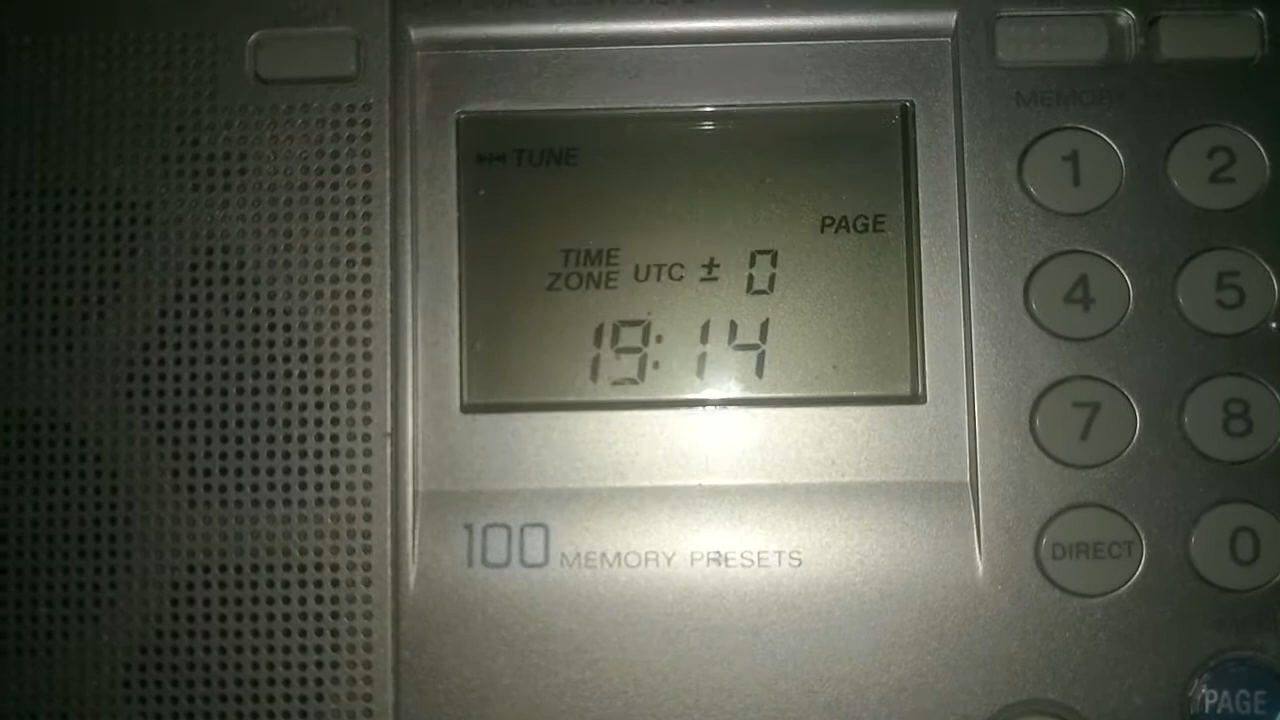 TUNE
PAGE
TIME
ZONE UTC ± 0
19:14
100 MEMORY PRESETS
MEMORY
1 2
4 5
7 8
DIRECT 0
PAGE